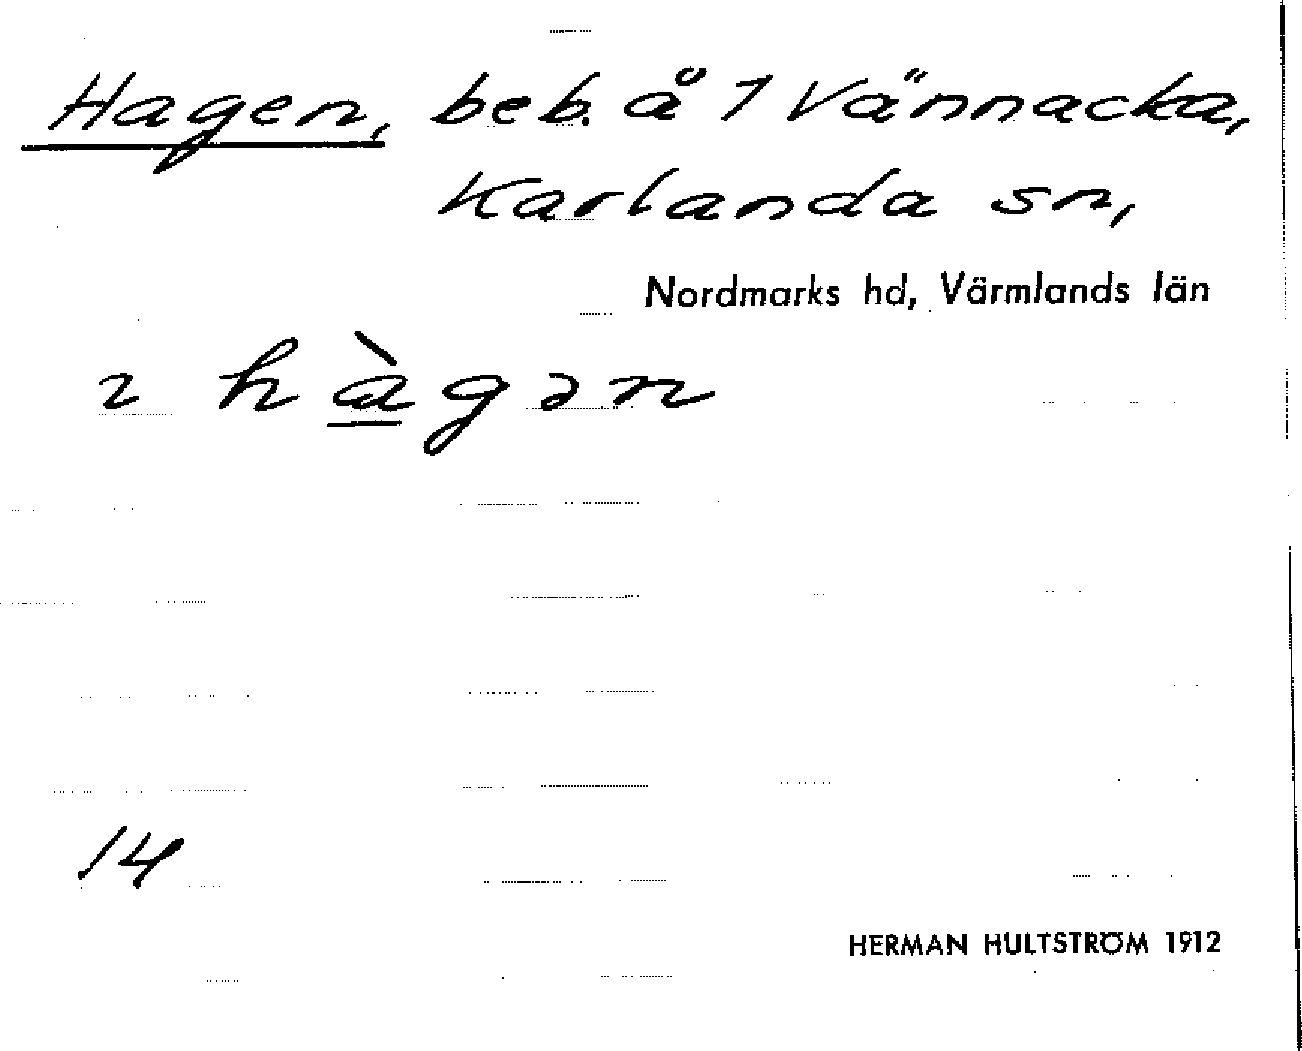 Hagen, beb. å 1 Vännacka,
Karlanda sn,
Nordmarks hd, Värmlands län
2 hàgən
14
HERMAN HULTSTRÖM 1912